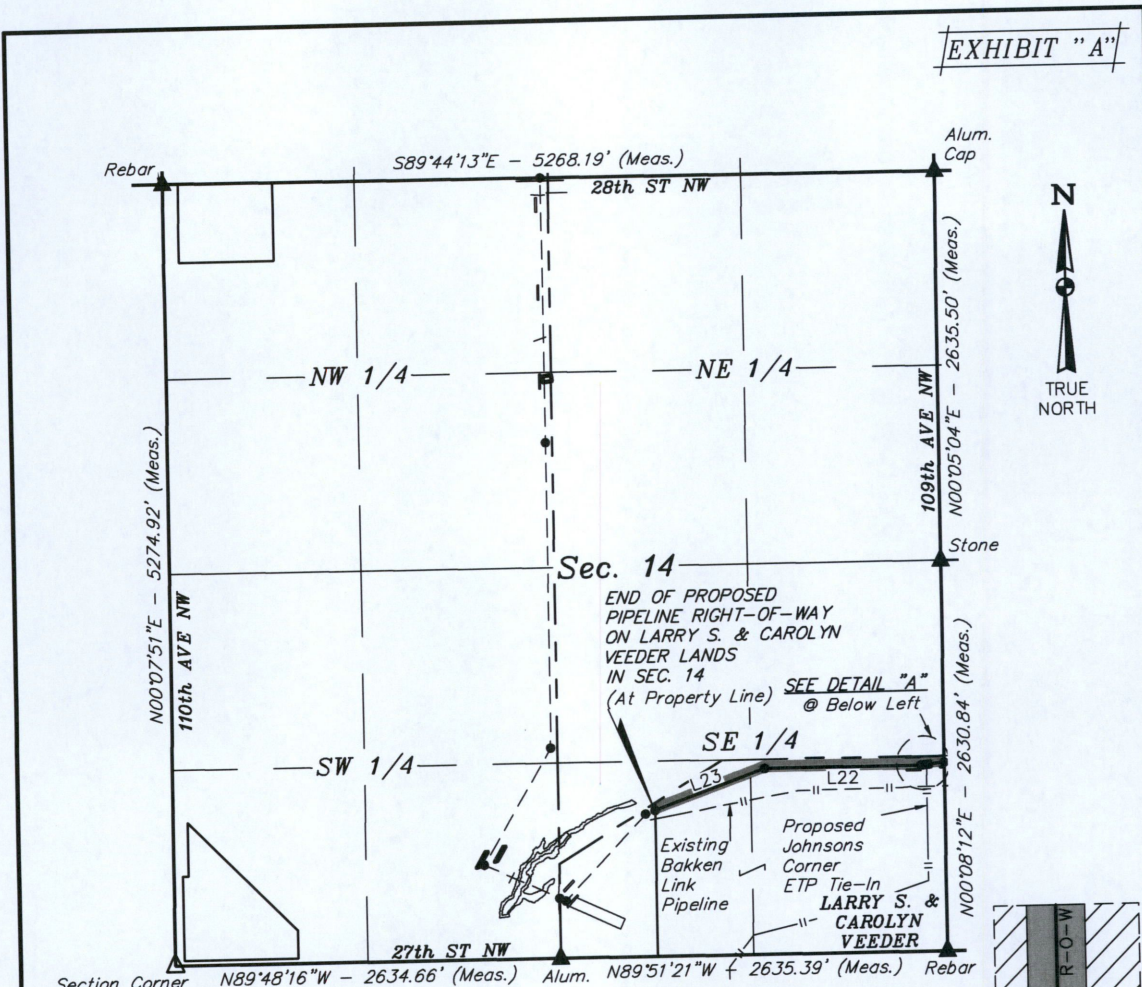 EXHIBIT "A"
Alum.
Cap
Rebar
S89°44'13"E - 5268.19' (Meas.)
28th ST NW
N
TRUE
NORTH
NW 1/4
NE 1/4
109th AVE NW
N00°05'04"E - 2635.50' (Meas.)
N00°07'51"E - 5274.92' (Meas.)
110th AVE NW
Stone
Sec. 14
END OF PROPOSED
PIPELINE RIGHT-OF-WAY
ON LARRY S. & CAROLYN
VEEDER LANDS
IN SEC. 14
(At Property Line)
SEE DETAIL "A"
@ Below Left
SW 1/4
SE 1/4
L23
L22
N00°08'12"E - 2630.84' (Meas.)
Existing
Bakken
Link
Pipeline
Proposed
Johnsons
Corner
ETP Tie-In
LARRY S. &
CAROLYN
VEEDER
R-O-W
27th ST NW
Section Corner
N89°48'16"W - 2634.66' (Meas.)
Alum.
N89°51'21"W - 2635.39' (Meas.)
Rebar